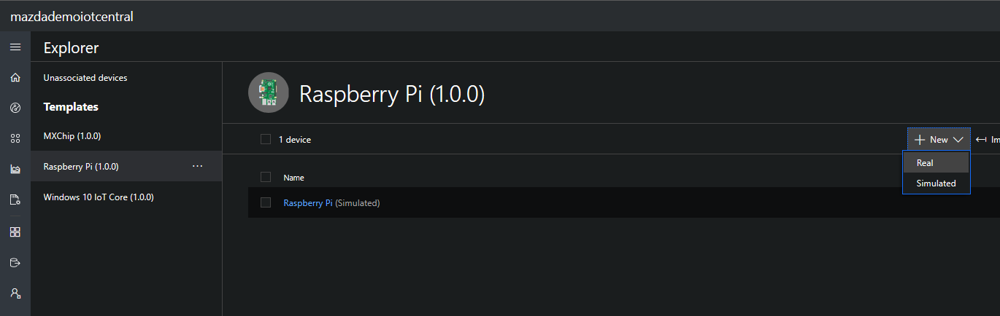 mazdademoiotcentral
Explorer
Unassociated devices
Templates
MXChip (1.0.0)
Raspberry Pi (1.0.0)
...
Windows 10 IoT Core (1.0.0)
Raspberry Pi (1.0.0)
1 device
New
Im
Real
Simulated
Name
Raspberry Pi (Simulated)